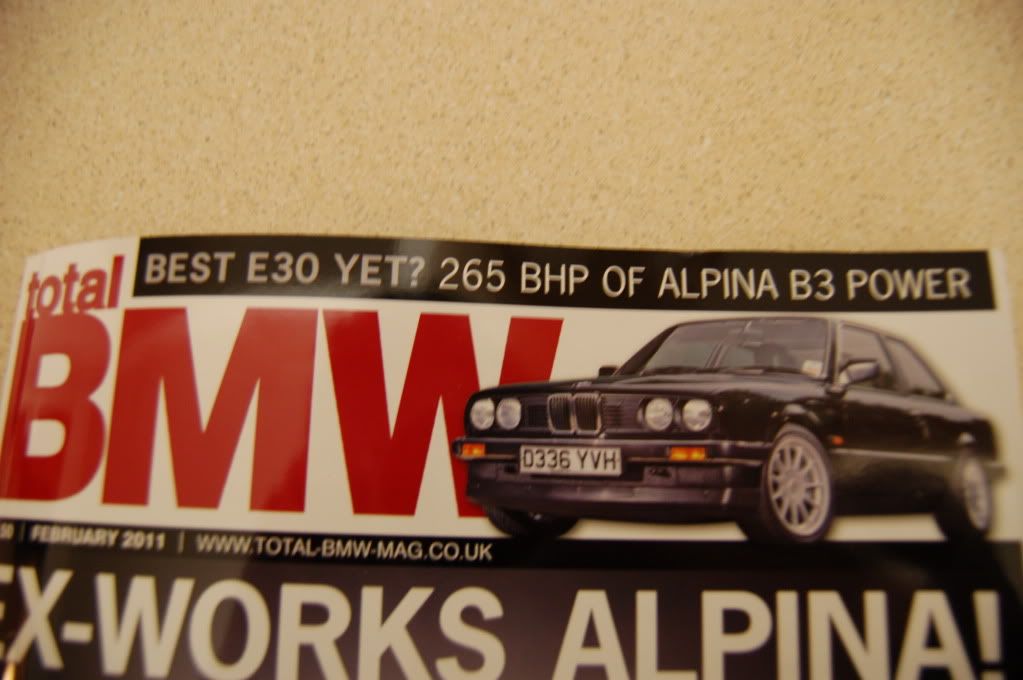 BEST E30 YET? 265 BHP OF ALPINA B3 POWER
total
BMW
D336 YVH
50 | FEBRUARY 2011 | WWW.TOTAL-BMW-MAG.CO.UK
EX-WORKS ALPINA!